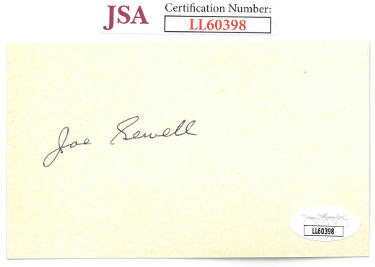 JSA Certification Number:
LL60398
Joe Sewell
LL60398